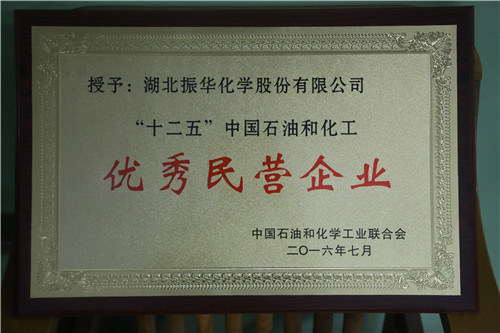 授予：湖北振华化学股份有限公司
“十二五”中国石油和化工
优秀民营企业
中国石油和化学工业联合会
二〇一六年七月